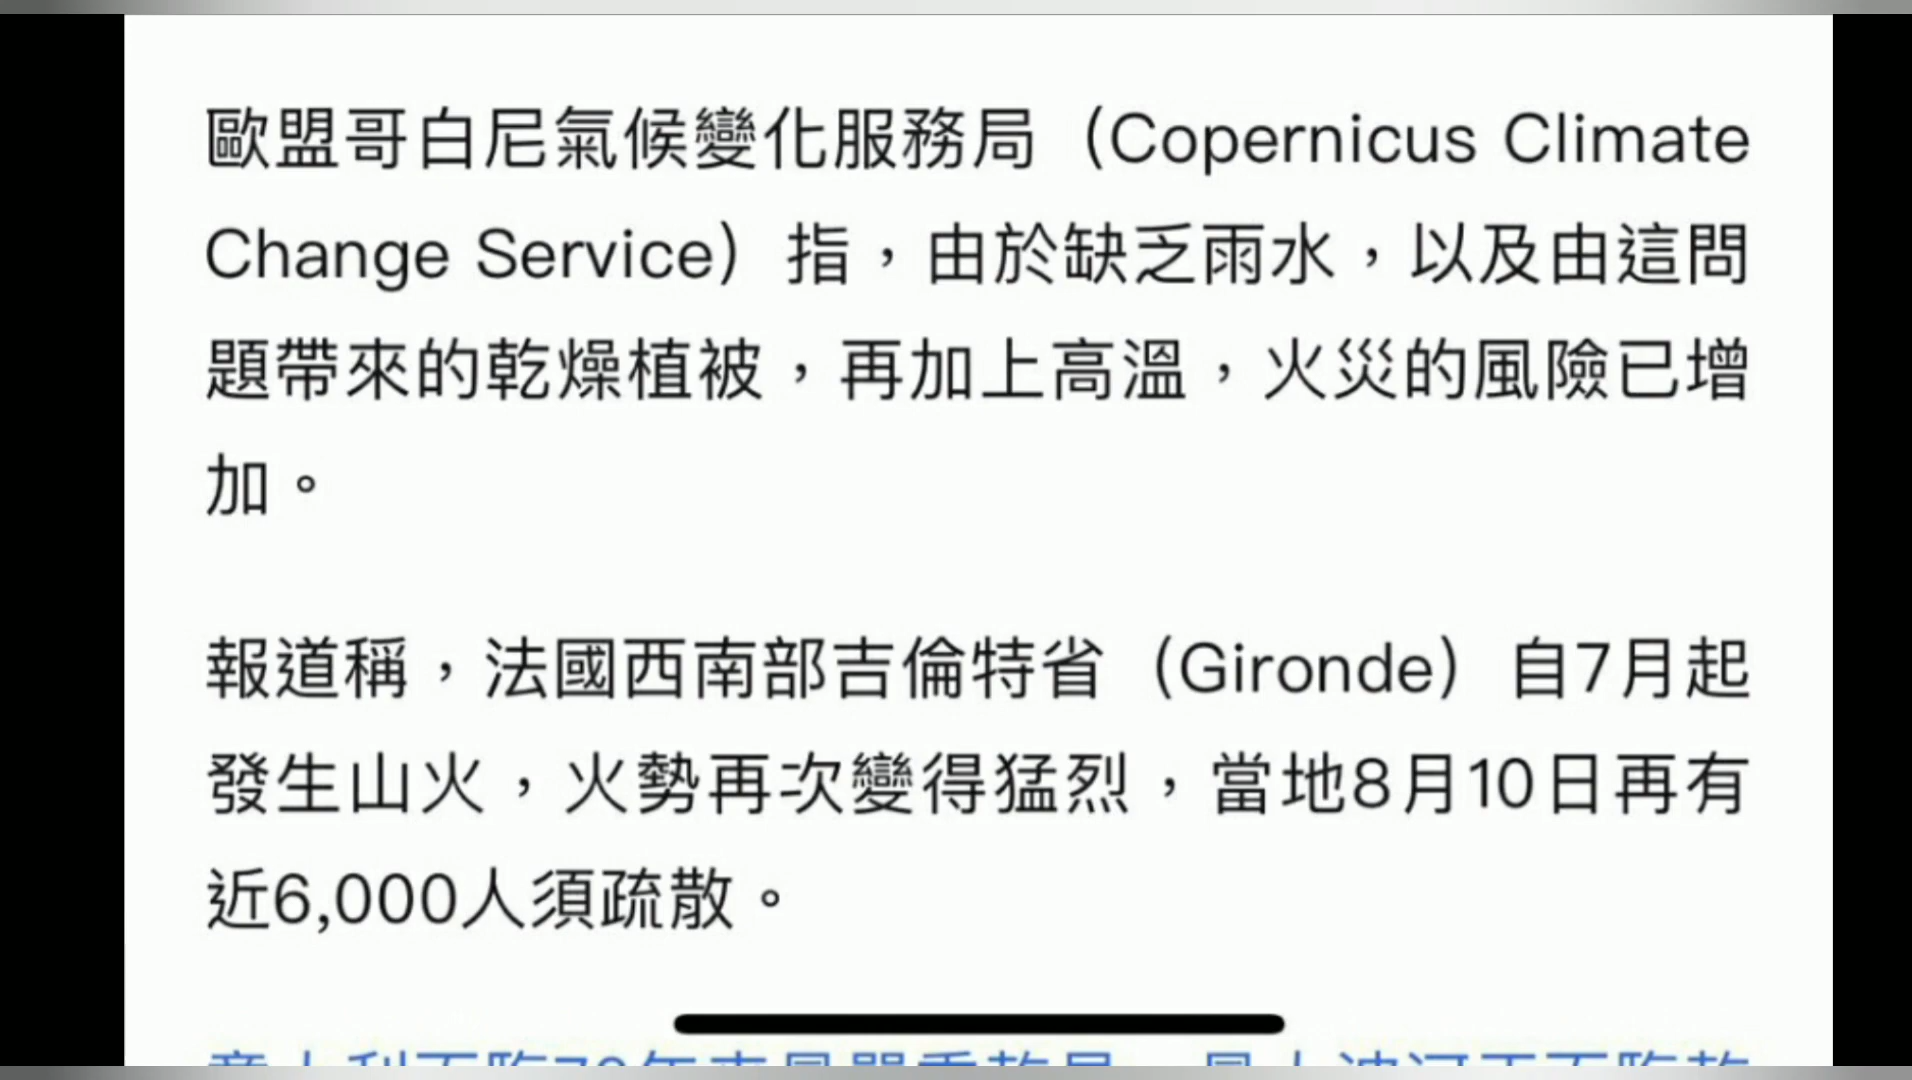 歐盟哥白尼氣候變化服務局（Copernicus Climate
Change Service）指，由於缺乏雨水，以及由這問
題帶來的乾燥植被，再加上高溫，火災的風險已增
加。
報道稱，法國西南部吉倫特省（Gironde）自7月起
發生山火，火勢再次變得猛烈，當地8月10日再有
近6,000人須疏散。